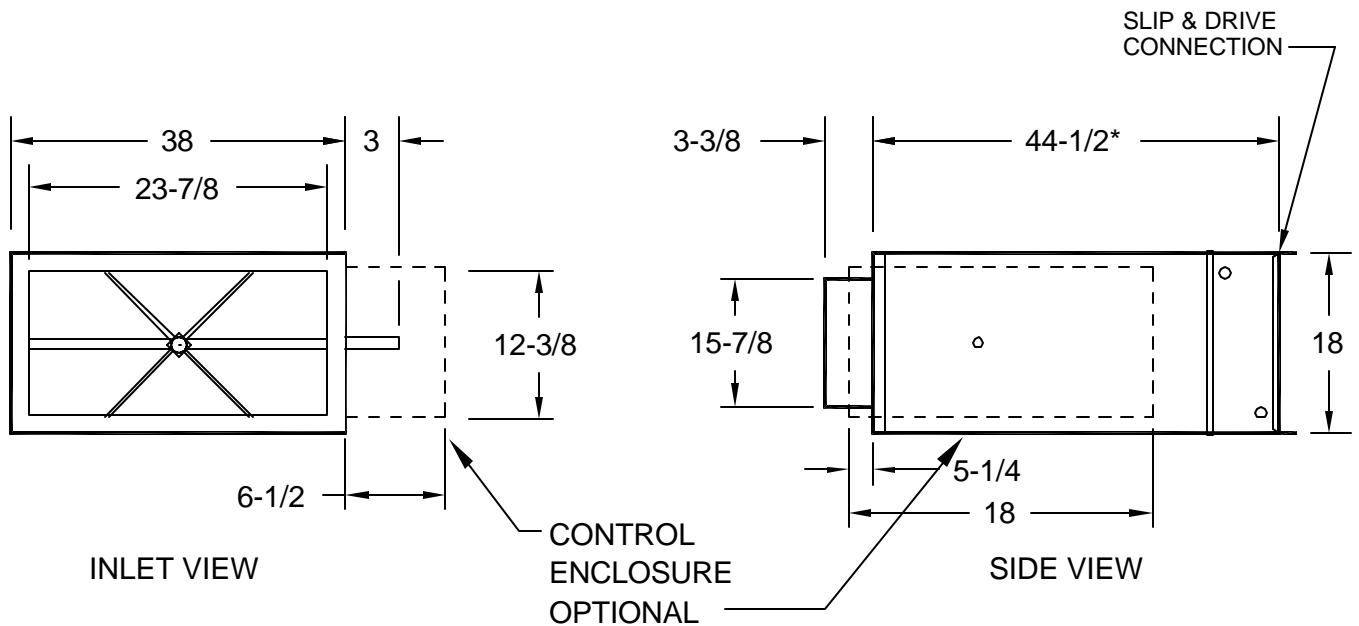 SLIP & DRIVE
CONNECTION
38
3
3-3/8
44-1/2*
23-7/8
12-3/8
15-7/8
18
6-1/2
5-1/4
18
CONTROL
ENCLOSURE
OPTIONAL
INLET VIEW
SIDE VIEW